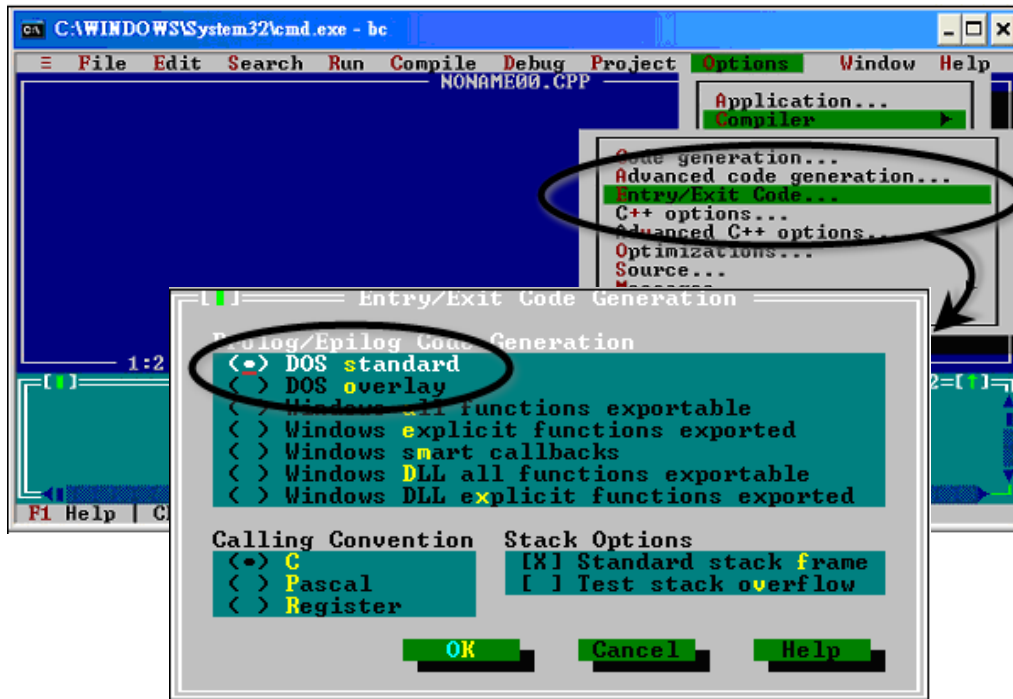 C:\WINDOWS\System32\cmd.exe - bc
≡ File Edit Search Run Compile Debug Project Options Window Help
NONAME00.CPP
Application...
Compiler
Code generation...
Advanced code generation...
Entry/Exit Code...
C++ options...
Advanced C++ options...
Optimizations...
Source...
Messages
1:2
2=[↑]
F1 Help
Entry/Exit Code Generation
Prolog/Epilog Code Generation
(•) DOS standard
( ) DOS overlay
( ) Windows all functions exportable
( ) Windows explicit functions exported
( ) Windows smart callbacks
( ) Windows DLL all functions exportable
( ) Windows DLL explicit functions exported
Calling Convention
(•) C
( ) Pascal
( ) Register
Stack Options
[X] Standard stack frame
[ ] Test stack overflow
OK Cancel Help